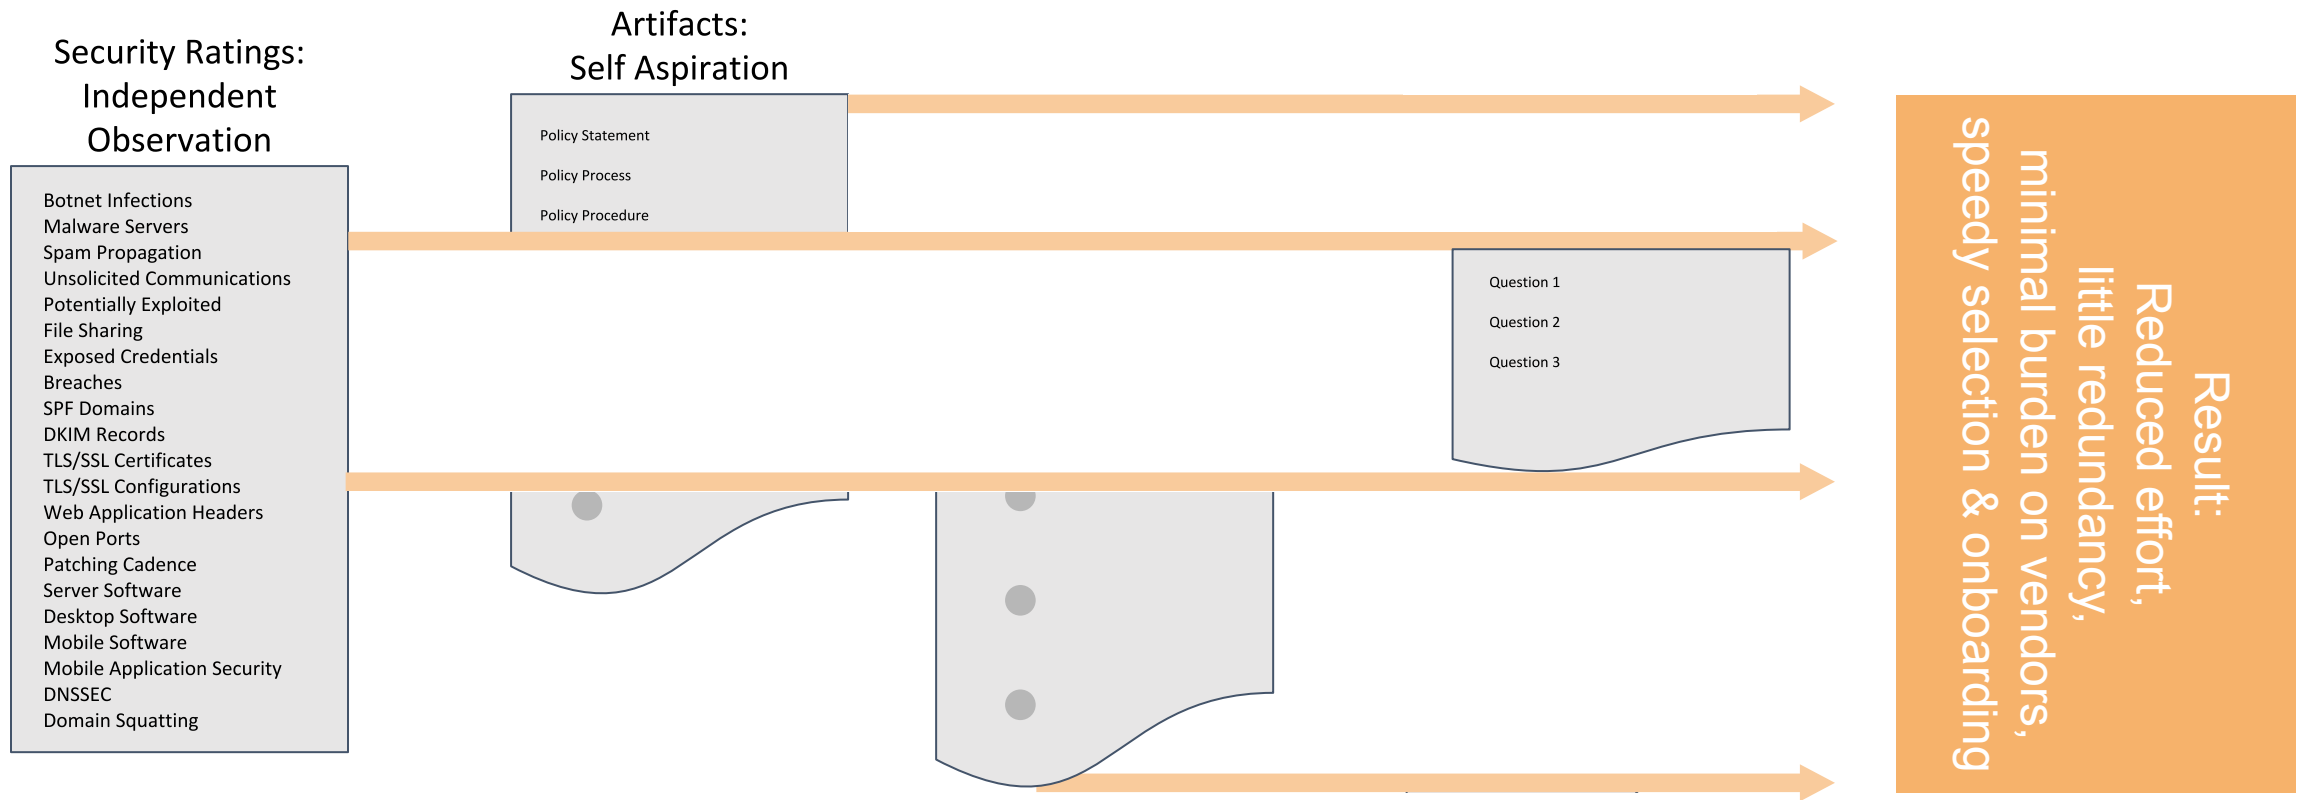 Security Ratings:
Independent
Observation
Botnet Infections
Malware Servers
Spam Propagation
Unsolicited Communications
Potentially Exploited
File Sharing
Exposed Credentials
Breaches
SPF Domains
DKIM Records
TLS/SSL Certificates
TLS/SSL Configurations
Web Application Headers
Open Ports
Patching Cadence
Server Software
Desktop Software
Mobile Software
Mobile Application Security
DNSSEC
Domain Squatting
Artifacts:
Self Aspiration
Policy Statement
Policy Process
Policy Procedure
Question 1
Question 2
Question 3
Result:
Reduced effort,
little redundancy,
minimal burden on vendors,
speedy selection & onboarding